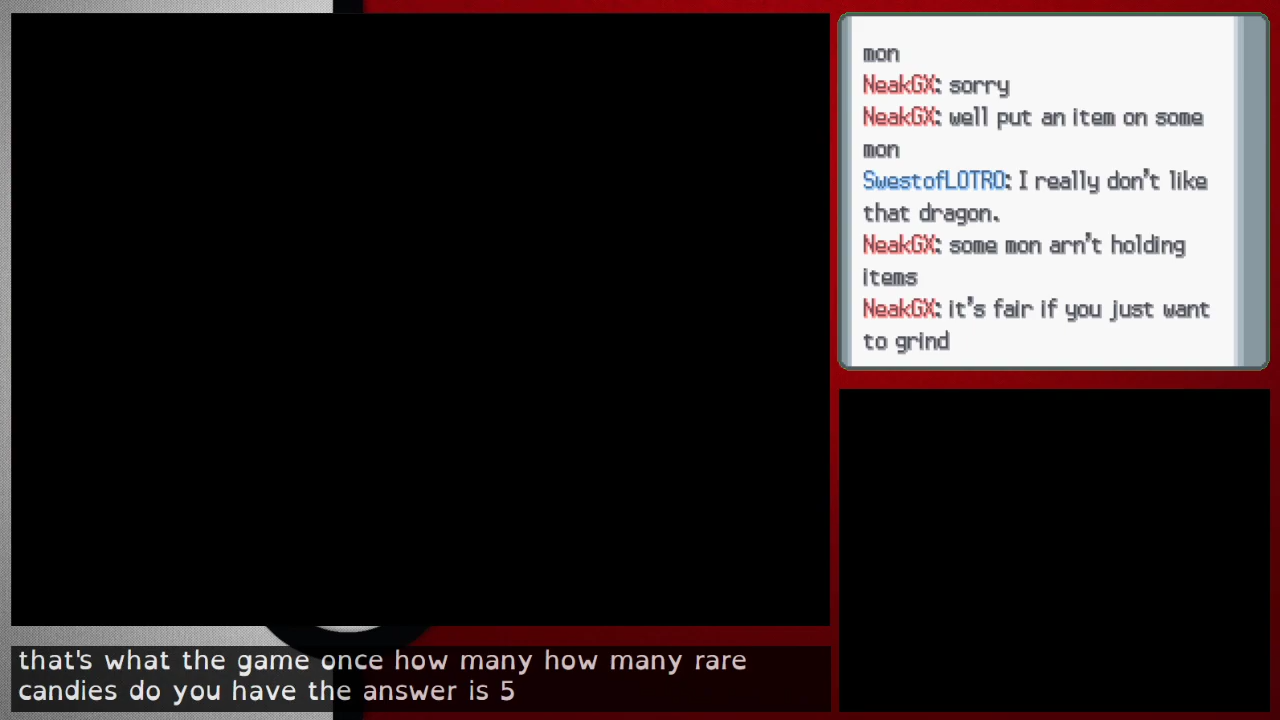 mon
NeakGX: sorry
NeakGX: well put an item on some
mon
SwestofLOTRO: I really don't like
that dragon.
NeakGX: some mon arn't holding
items
NeakGX: it's fair if you just want
to grind
that's what the game once how many how many rare
candies do you have the answer is 5